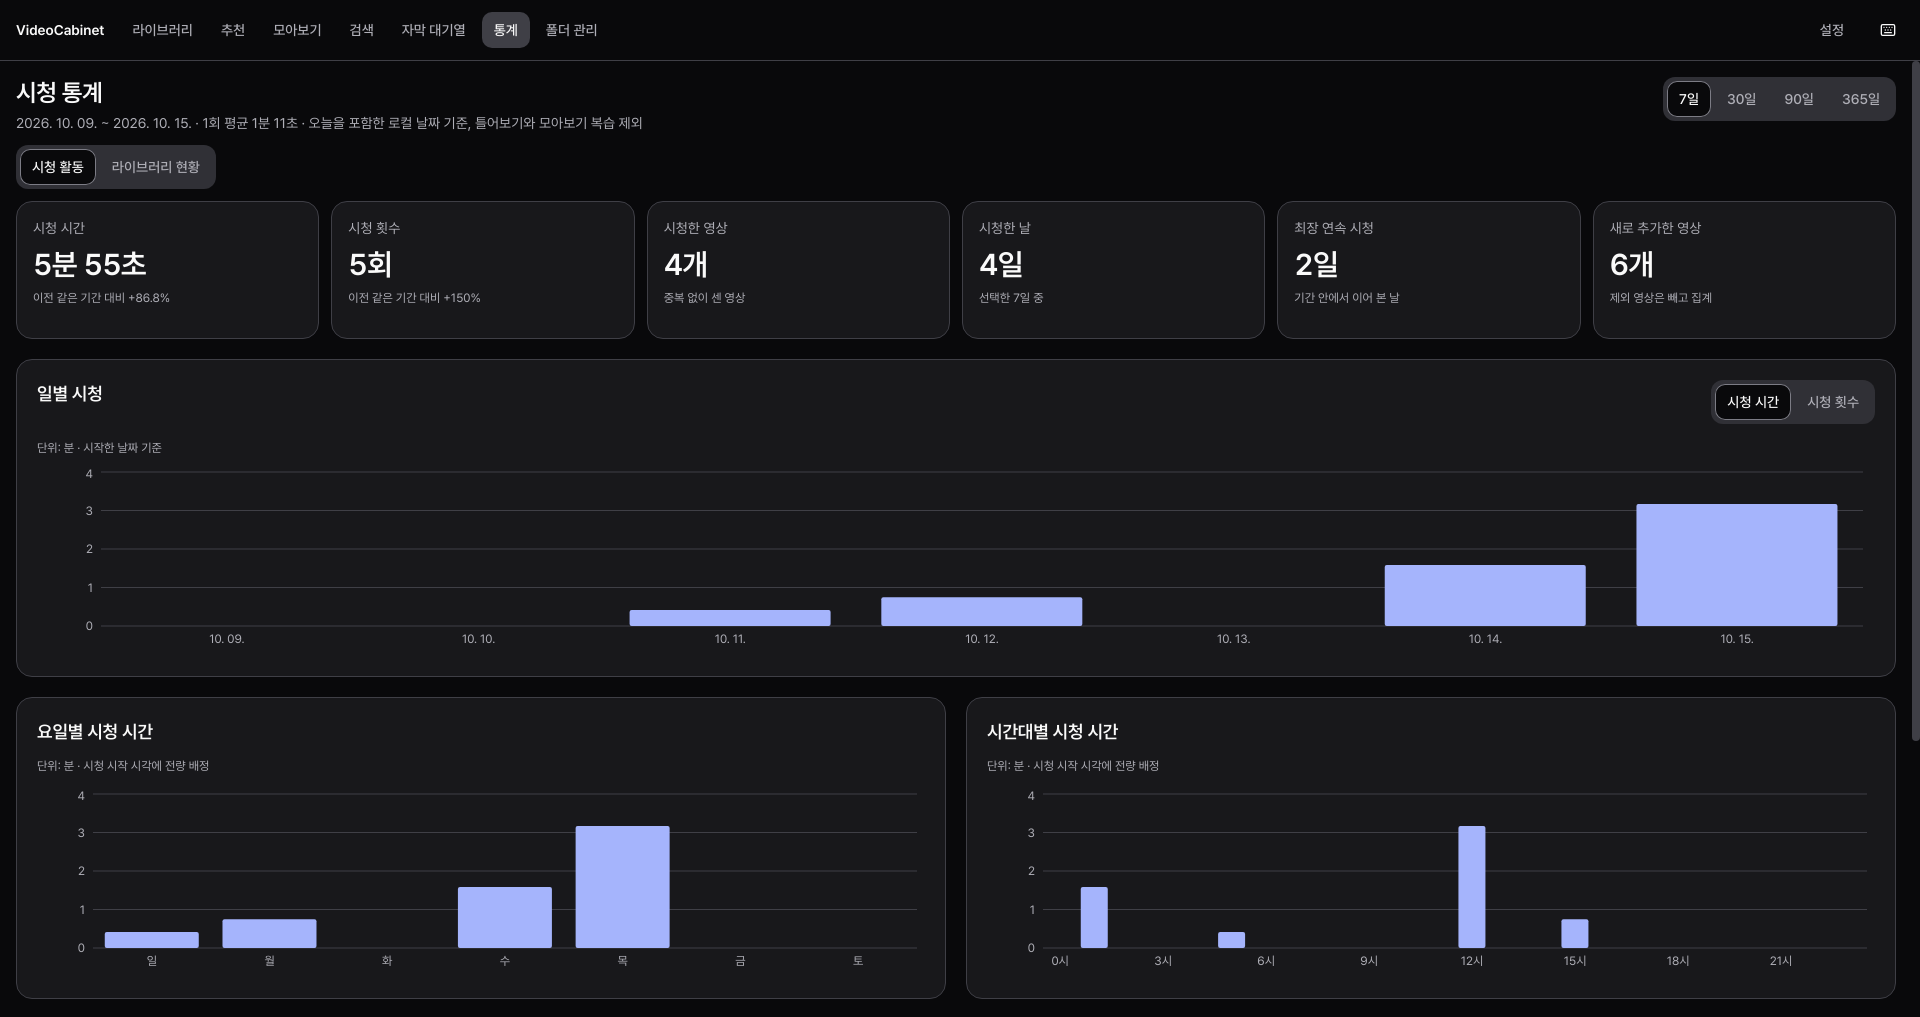 VideoCabinet 라이브러리 추천 모아보기 검색 자막 대기열 통계 폴더 관리 설정
시청 통계
7일 30일 90일 365일
2026. 10. 09. ~ 2026. 10. 15. · 1회 평균 1분 11초 · 오늘을 포함한 로컬 날짜 기준, 틀어보기와 모아보기 복습 제외
시청 활동 라이브러리 현황
시청 시간
5분 55초
이전 같은 기간 대비 +86.8%
시청 횟수
5회
이전 같은 기간 대비 +150%
시청한 영상
4개
중복 없이 센 영상
시청한 날
4일
선택한 7일 중
최장 연속 시청
2일
기간 안에서 이어 본 날
새로 추가한 영상
6개
제외 영상은 빼고 집계
일별 시청
시청 시간 시청 횟수
단위: 분 · 시작한 날짜 기준
4
3
2
1
0
10. 09. 10. 10. 10. 11. 10. 12. 10. 13. 10. 14. 10. 15.
요일별 시청 시간
단위: 분 · 시청 시작 시각에 전량 배정
4
3
2
1
0
일 월 화 수 목 금 토
시간대별 시청 시간
단위: 분 · 시청 시작 시각에 전량 배정
4
3
2
1
0
0시 3시 6시 9시 12시 15시 18시 21시